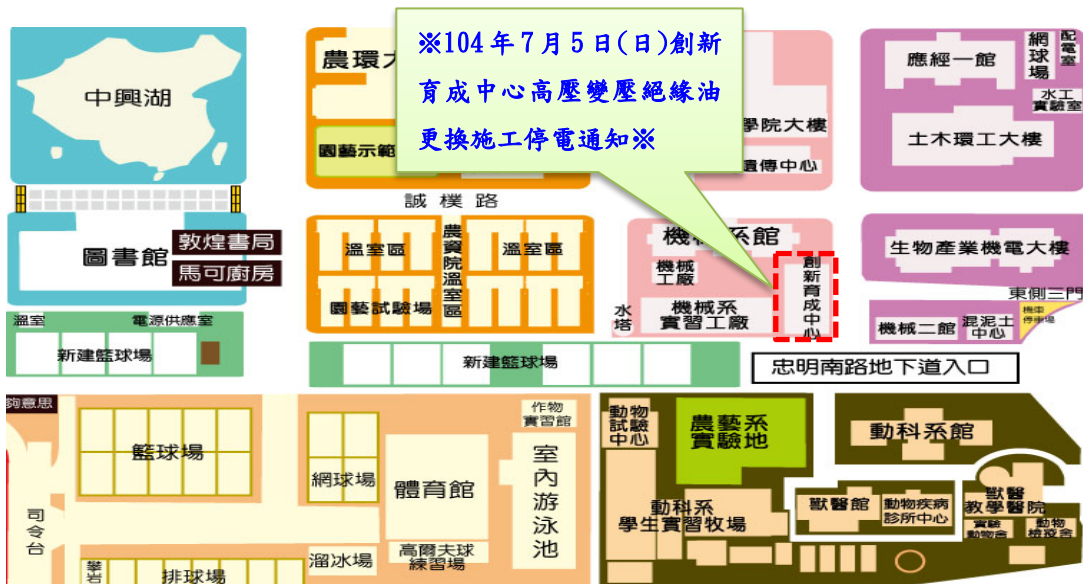 ※104年7月5日(日)創新
育成中心高壓變壓絕緣油
更換施工停電通知※
中興湖
農環大
園藝示範
學院大樓
遺傳中心
應經一館
網球場
配電室
水工
實驗室
土木環工大樓
誠樸路
圖書館
敦煌書局
馬可廚房
溫室區
農資院溫室區
溫室區
園藝試驗場
機械系館
機械
工廠
創新育成中心
水塔
機械系
實習工廠
生物產業機電大樓
東側三門
機車
停車場
機械二館
混泥土
中心
溫室
電源供應室
新建籃球場
新建籃球場
忠明南路地下道入口
夠意思
籃球場
網球場
體育館
作物
實習館
室內游泳池
司令台
攀岩
排球場
溜冰場
高爾夫球
練習場
動物
試驗
中心
農藝系
實驗地
動科系館
動科系
學生實習牧場
獸醫館
動物疾病
診所中心
獸醫
教學醫院
實驗
動物舍
動物
檢疫舍